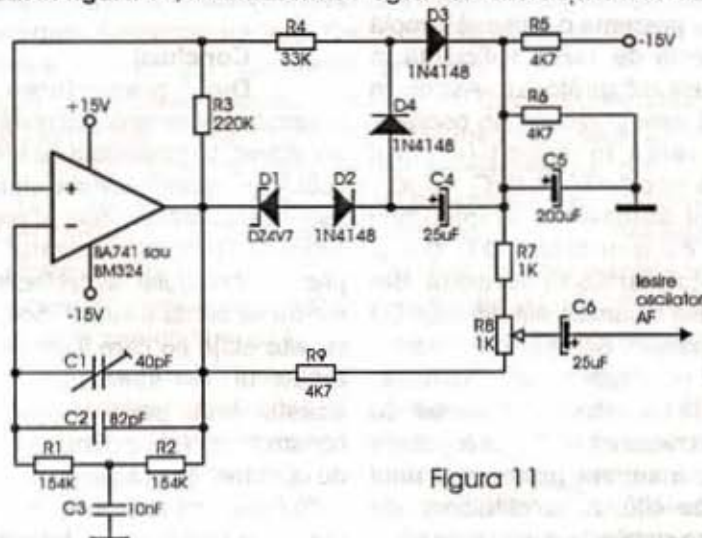 R4
33K
D3
1N4148
R5
4K7
-15V
+15V
R3
220K
D4
1N4148
R6
4K7
+
-
D1
DZ4V7
D2
1N4148
C4
25uF
C5
200uF
βA741 sau
βM324
-15V
R7
1K
Iesire
oscilator
AF
C1
40pF
R9
4K7
R8
1K
C6
25uF
C2
82pF
R1
154K
R2
154K
C3
10nF
Figura 11